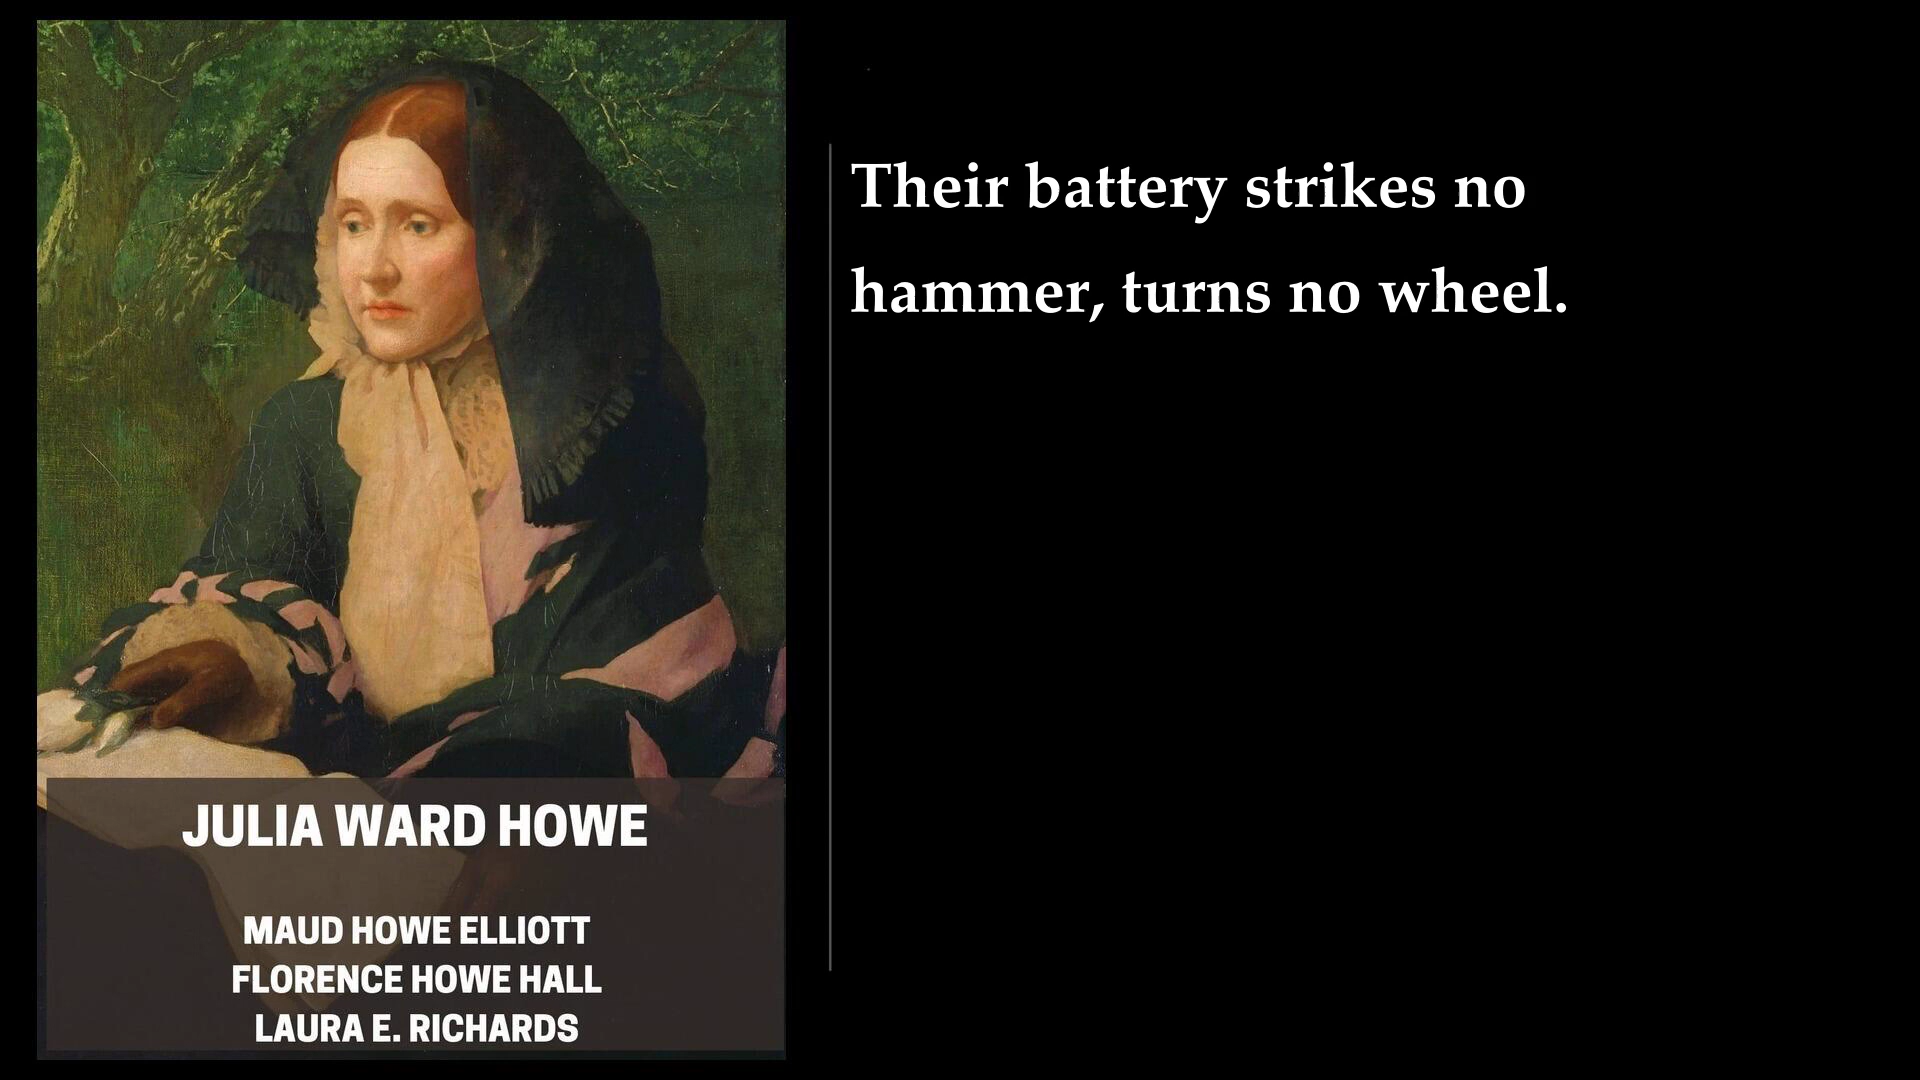 Their battery strikes no
hammer, turns no wheel.
JULIA WARD HOWE
MAUD HOWE ELLIOTT
FLORENCE HOWE HALL
LAURA E. RICHARDS